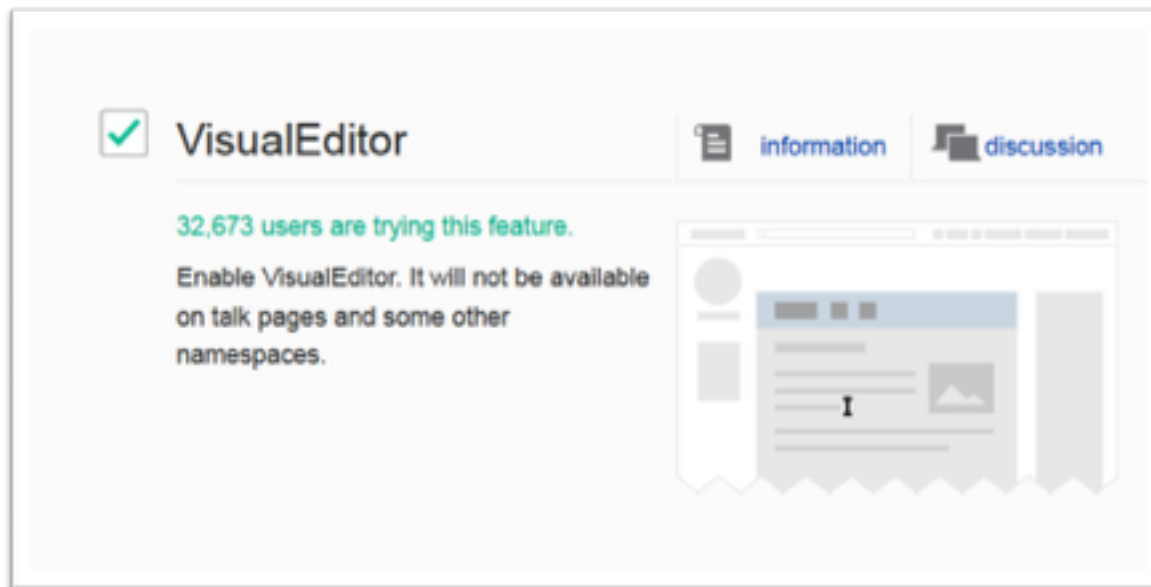 VisualEditor
information
discussion
32,673 users are trying this feature.
Enable VisualEditor. It will not be available
on talk pages and some other
namespaces.